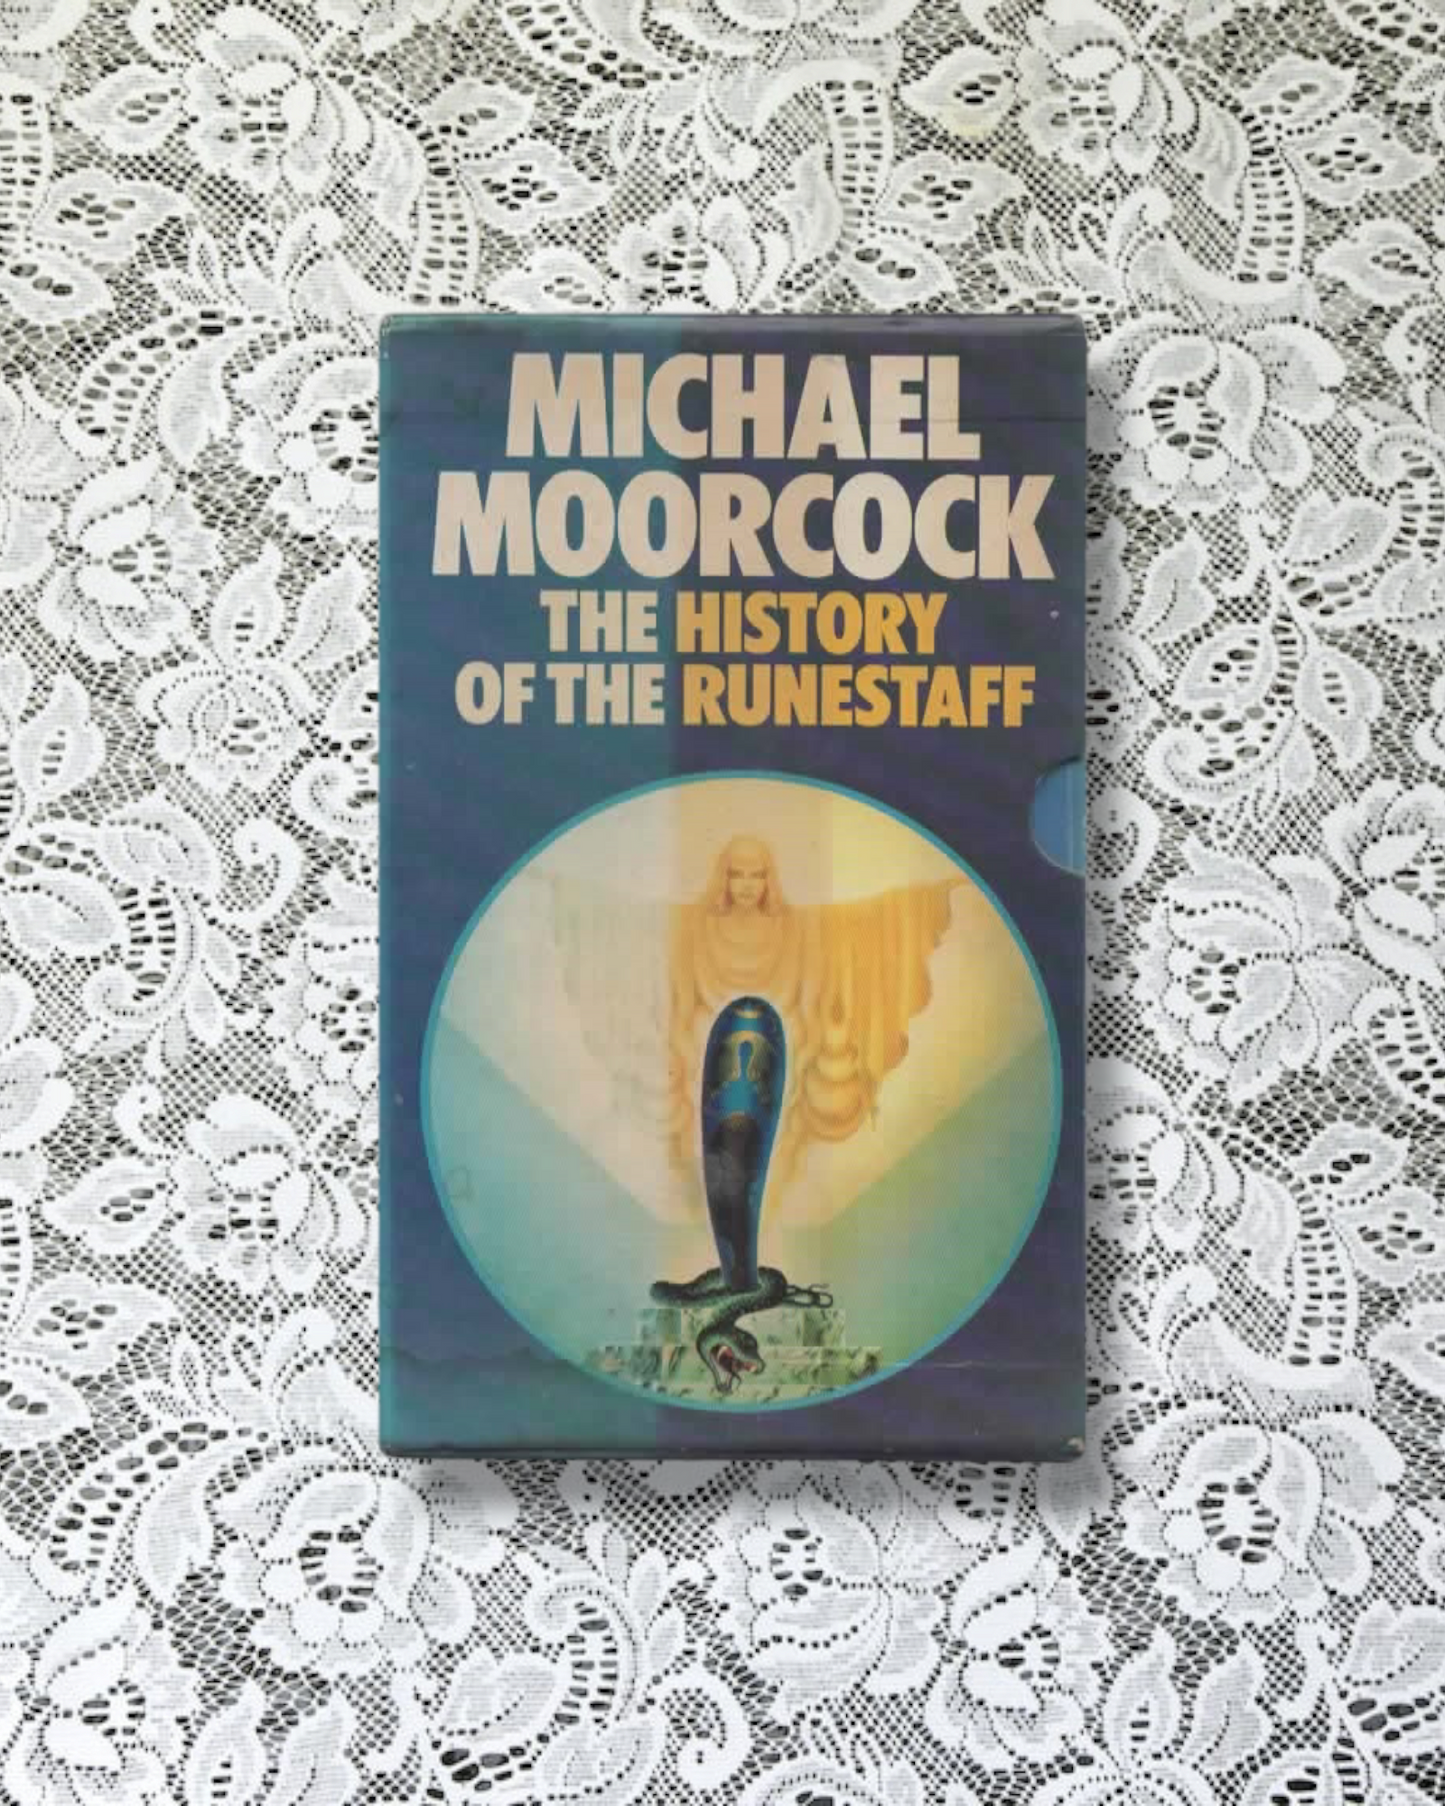 MICHAEL
MOORCOCK
THE HISTORY
OF THE RUNESTAFF